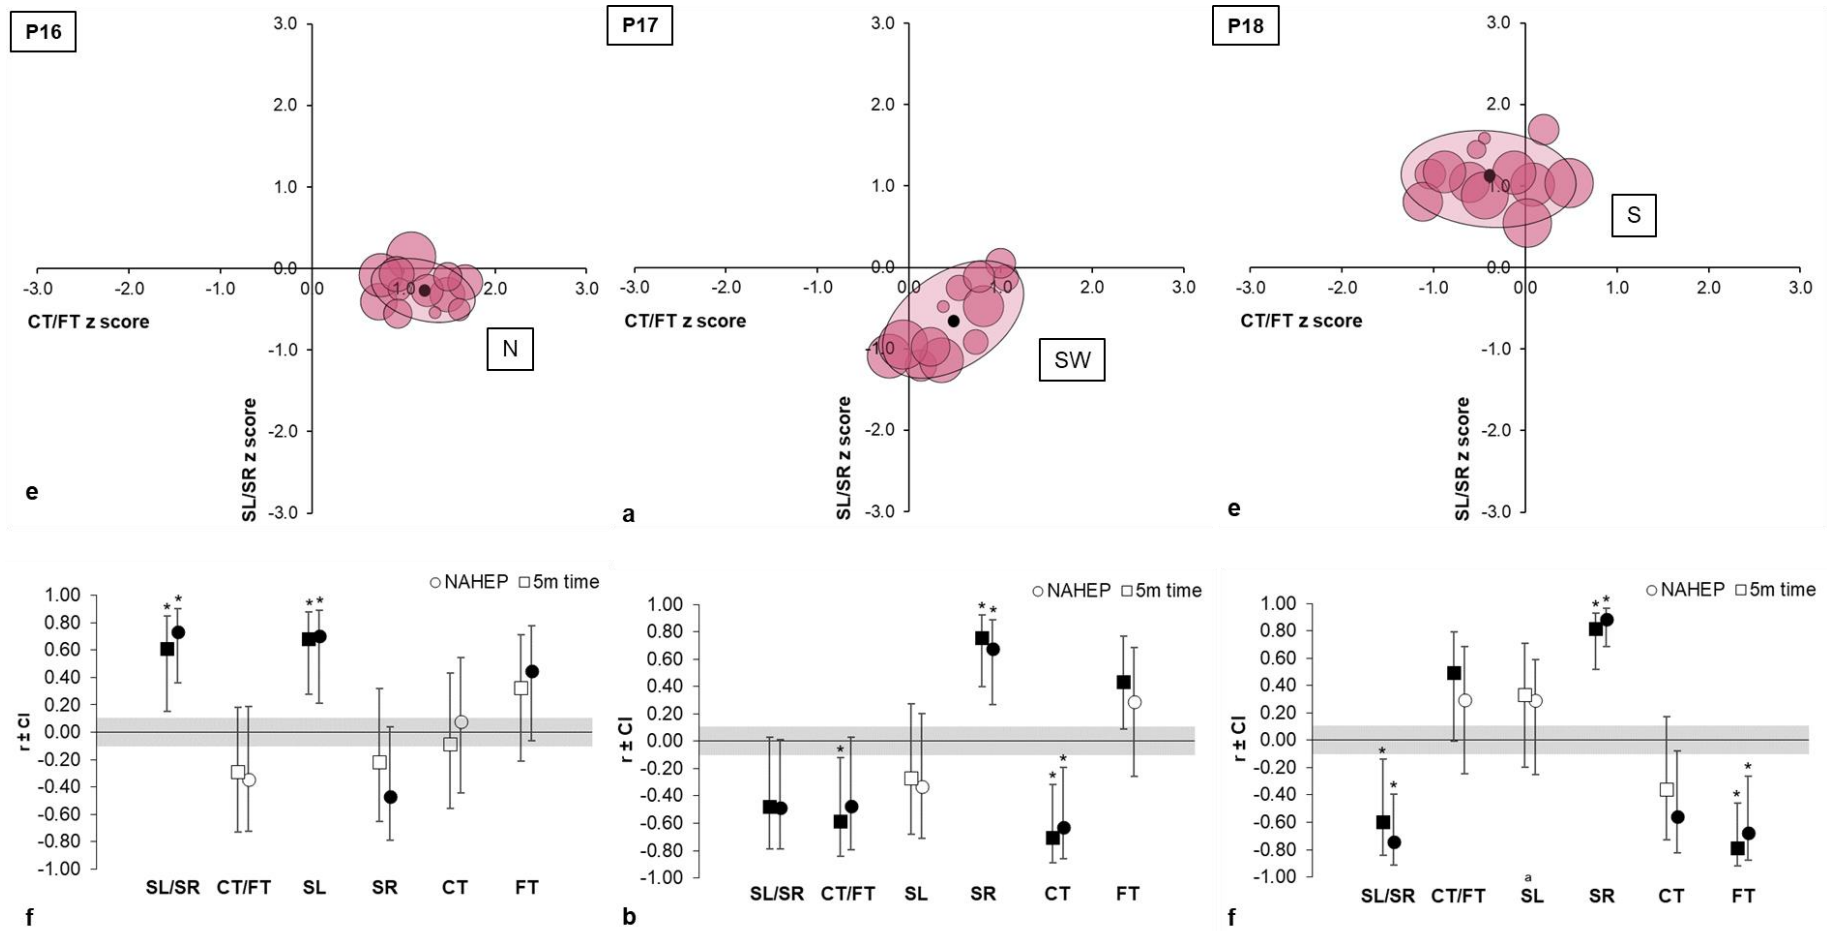 P16
3.0
2.0
1.0
0.0
-3.0 -2.0 -1.0 0.0 1.0 2.0 3.0
CT/FT z score
N
-1.0
-2.0
-3.0
SL/SR z score
e
P17
3.0
2.0
1.0
0.0
-3.0 -2.0 -1.0 0.0 1.0 2.0 3.0
CT/FT z score
SW
-1.0
-2.0
-3.0
SL/SR z score
a
P18
3.0
2.0
1.0
S
0.0
-3.0 -2.0 -1.0 0.0 1.0 2.0 3.0
CT/FT z score
-1.0
-2.0
-3.0
SL/SR z score
e
○NAHEP □5m time
1.00
0.80
0.60
0.40
0.20
0.00
-0.20
-0.40
-0.60
-0.80
-1.00
r ± CI
* * * *
SL/SR CT/FT SL SR CT FT
f
○NAHEP □5m time
1.00
0.80
0.60
0.40
0.20
0.00
-0.20
-0.40
-0.60
-0.80
-1.00
r ± CI
* *
* * *
SL/SR CT/FT SL SR CT FT
b
○NAHEP □5m time
1.00
0.80
0.60
0.40
0.20
0.00
-0.20
-0.40
-0.60
-0.80
-1.00
r ± CI
* *
* * * *
a
SL/SR CT/FT SL SR CT FT
f